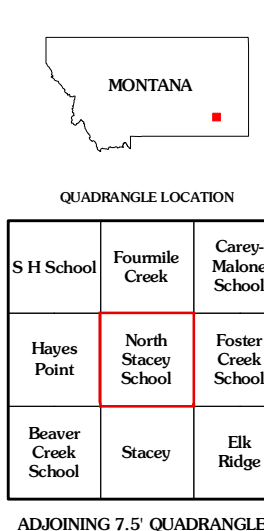 MONTANA
QUADRANGLE LOCATION
S H School
Fourmile
Creek
Carey-
Malone
School
Hayes
Point
North
Stacey
School
Foster
Creek
School
Beaver
Creek
School
Stacey
Elk
Ridge
ADJOINING 7.5' QUADRANGLE